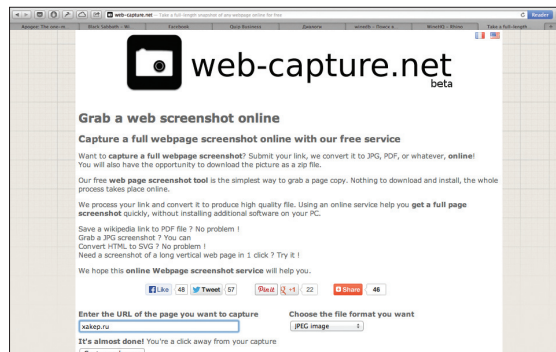 web-capture.net — Take a full-length snapshot of any webpage online for free
Reader
Black Sabbath
Facebook
Quip Business
WineHQ
Take a full-length
web-capture.net
beta
Grab a web screenshot online
Capture a full webpage screenshot online with our free service
Want to capture a full webpage screenshot? Submit your link, we convert it to JPG, PDF, or whatever, online!
You will also have the opportunity to download the picture as a zip file.
Our free web page screenshot tool is the simplest way to grab a page copy. Nothing to download and install, the whole
process takes place online.
We process your link and convert it to produce high quality file. Using an online service help you get a full page
screenshot quickly, without installing additional software on your PC.
Save a wikipedia link to PDF file ? No problem !
Grab a JPG screenshot ? You can
Convert HTML to SVG ? No problem !
Need a screenshot of a long vertical web page in 1 click ? Try it !
We hope this online Webpage screenshot service will help you.
Like 48 Tweet 57 Pin it +1 22 Share 46
Enter the URL of the page you want to capture
Choose the file format you want
xakep.ru
JPEG image
It's almost done! You're a click away from your capture